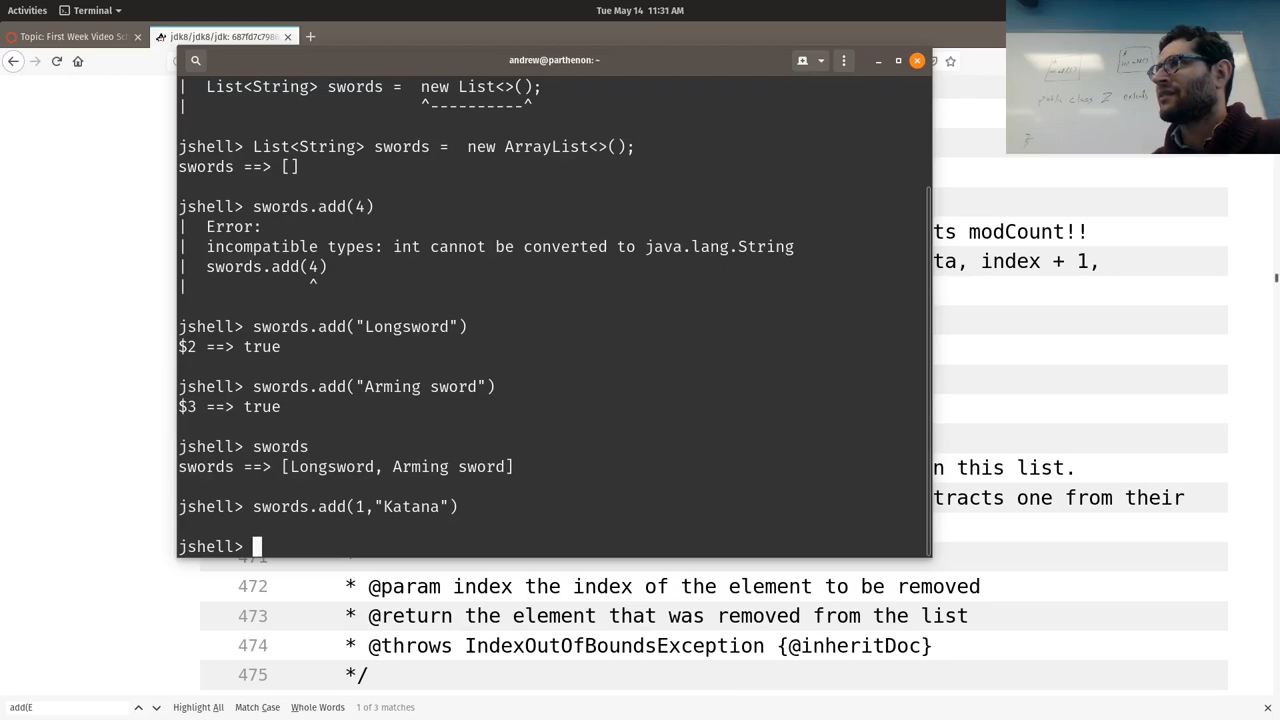 Activities
Terminal
Tue May 14 11:31 AM
Topic: First Week Video Sch
jdk8/jdk8/jdk: 687fd7c7986
andrew@parthenon: ~
| List<String> swords =  new List<>();
| ^----------^
jshell> List<String> swords =  new ArrayList<>();
swords ==> []
jshell> swords.add(4)
| Error:
| incompatible types: int cannot be converted to java.lang.String
| swords.add(4)
| ^
jshell> swords.add("Longsword")
$2 ==> true
jshell> swords.add("Arming sword")
$3 ==> true
jshell> swords
swords ==> [Longsword, Arming sword]
jshell> swords.add(1,"Katana")
jshell>
ts modCount!!
ta, index + 1,
n this list.
tracts one from their
471
472 * @param index the index of the element to be removed
473 * @return the element that was removed from the list
474 * @throws IndexOutOfBoundsException {@inheritDoc}
475 */
add(E
Highlight All
Match Case
Whole Words
1 of 3 matches
public class Z extends